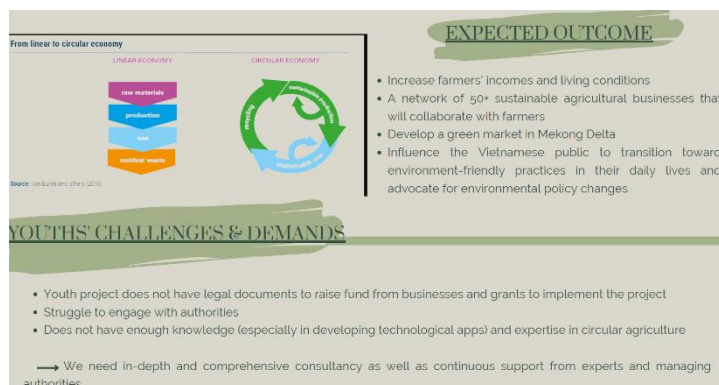 From linear to circular economy
LINEAR ECONOMY
CIRCULAR ECONOMY
raw materials
production
use
residual waste
recycling
sustainable production
sustainable use
Source:
EXPECTED OUTCOME
• Increase farmers' incomes and living conditions
• A network of 50+ sustainable agricultural businesses that
will collaborate with farmers
• Develop a green market in Mekong Delta
• Influence the Vietnamese public to transition toward
environment-friendly practices in their daily lives and
advocate for environmental policy changes
YOUTHS' CHALLENGES & DEMANDS
• Youth project does not have legal documents to raise fund from businesses and grants to implement the project
• Struggle to engage with authorities
• Does not have enough knowledge (especially in developing technological apps) and expertise in circular agriculture
⟶ We need in-depth and comprehensive consultancy as well as continuous support from experts and managing
authorities